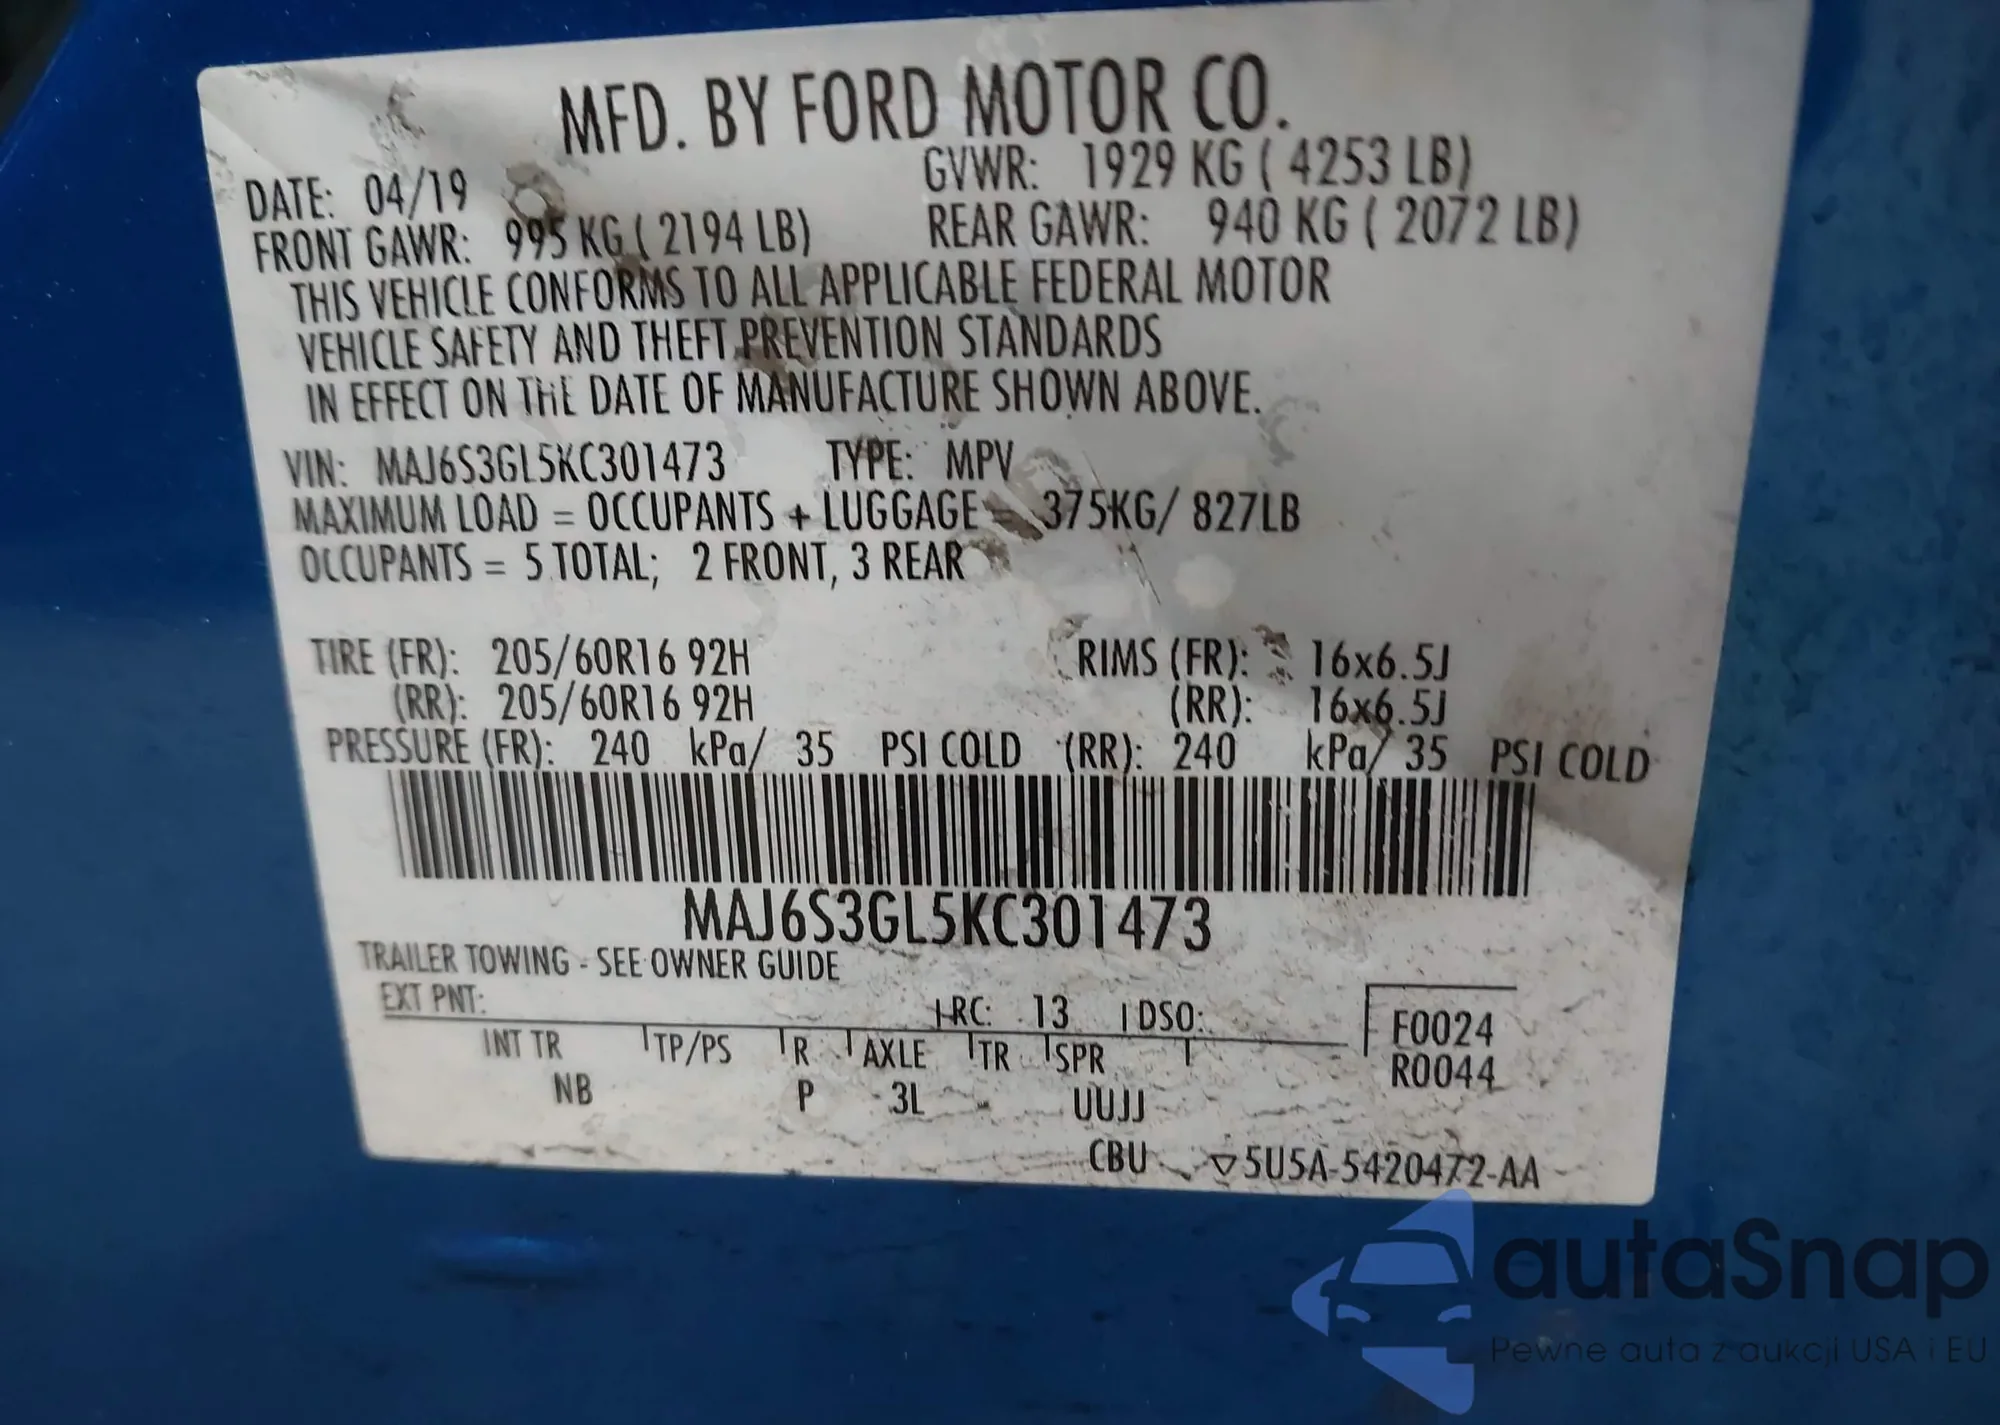 MFD. BY FORD MOTOR CO.
DATE: 04/19 GVWR: 1929 KG ( 4253 LB)
FRONT GAWR: 995 KG ( 2194 LB) REAR GAWR: 940 KG ( 2072 LB)
THIS VEHICLE CONFORMS TO ALL APPLICABLE FEDERAL MOTOR
VEHICLE SAFETY AND THEFT PREVENTION STANDARDS
IN EFFECT ON THE DATE OF MANUFACTURE SHOWN ABOVE.
VIN: MAJ6S3GL5KC301473 TYPE: MPV
MAXIMUM LOAD = OCCUPANTS + LUGGAGE = 375KG/ 827LB
OCCUPANTS = 5 TOTAL; 2 FRONT, 3 REAR
TIRE (FR): 205/60R16 92H RIMS (FR): 16x6.5J
(RR): 205/60R16 92H (RR): 16x6.5J
PRESSURE (FR): 240 kPa/ 35 PSI COLD (RR): 240 kPa/ 35 PSI COLD
MAJ6S3GL5KC301473
TRAILER TOWING - SEE OWNER GUIDE
EXT PNT: RC: 13 DSO: F0024
INT TR TP/PS R AXLE TR SPR R0044
NB P 3L - UUJJ
CBU ▽5U5A-5420472-AA
autaSnap
Pewne auta z aukcji USA i EU